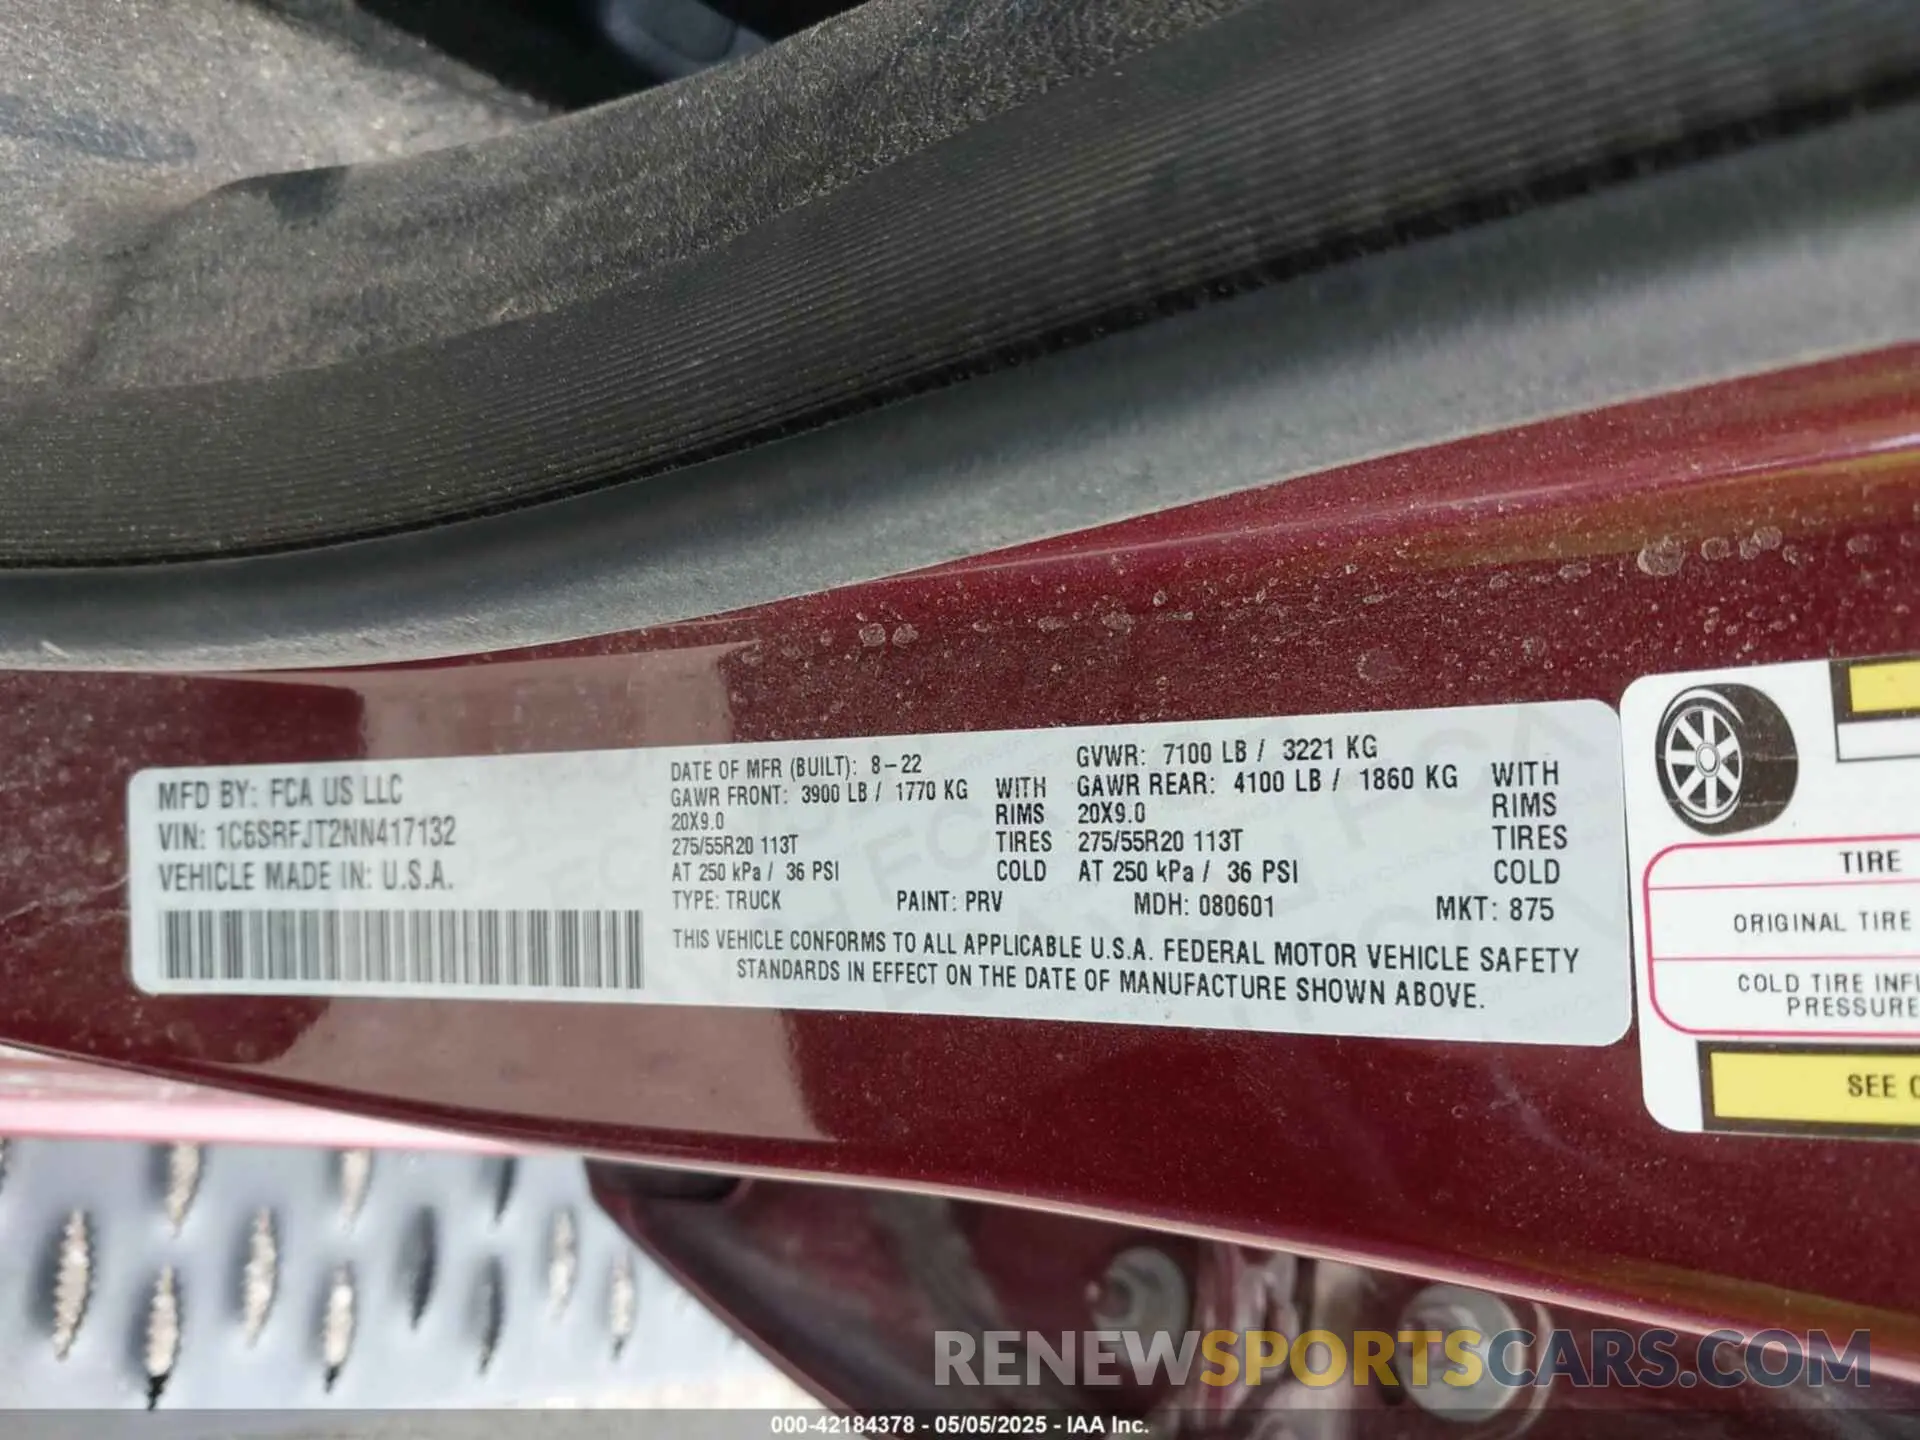 MFD BY: FCA US LLC
VIN: 1C6SRFJT2NN417132
VEHICLE MADE IN: U.S.A.
DATE OF MFR (BUILT): 8-22
GAWR FRONT: 3900 LB / 1770 KG WITH
20X9.0 RIMS
275/55R20 113T TIRES
AT 250 kPa / 36 PSI COLD
GVWR: 7100 LB / 3221 KG
GAWR REAR: 4100 LB / 1860 KG WITH
20X9.0 RIMS
275/55R20 113T TIRES
AT 250 kPa / 36 PSI COLD
TYPE: TRUCK PAINT: PRV MDH: 080601 MKT: 875
THIS VEHICLE CONFORMS TO ALL APPLICABLE U.S.A. FEDERAL MOTOR VEHICLE SAFETY
STANDARDS IN EFFECT ON THE DATE OF MANUFACTURE SHOWN ABOVE.
TIRE
ORIGINAL TIRE
COLD TIRE
PRESSURE
SEE
RENEWSPORTSCARS.COM
000-42184378 - 05/05/2025 - IAA Inc.